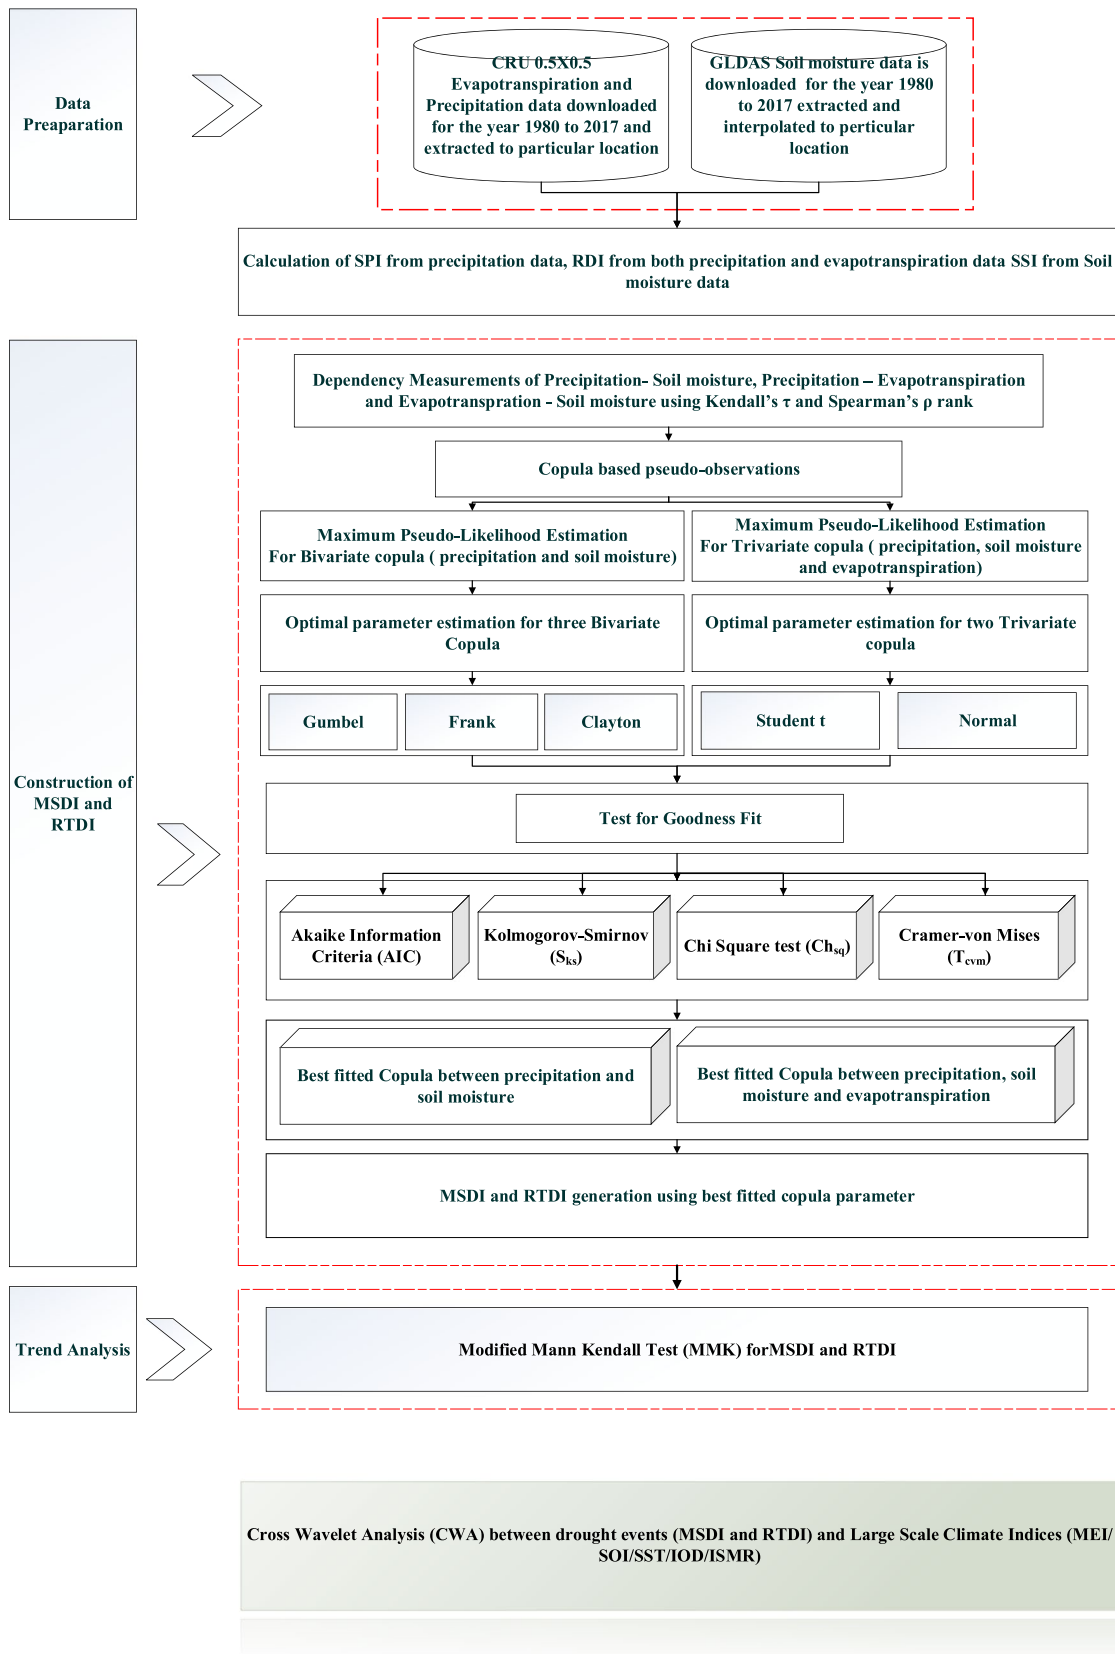 Data
Preaparation
CRU 0.5X0.5
Evapotranspiration and
Precipitation data downloaded
for the year 1980 to 2017 and
extracted to particular location
GLDAS Soil moisture data is
downloaded for the year 1980
to 2017 extracted and
interpolated to perticular
location
Calculation of SPI from precipitation data, RDI from both precipitation and evapotranspiration data SSI from Soil
moisture data
Construction of
MSDI and
RTDI
Dependency Measurements of Precipitation- Soil moisture, Precipitation – Evapotranspiration
and Evapotranspration - Soil moisture using Kendall's τ and Spearman's ρ rank
Copula based pseudo-observations
Maximum Pseudo-Likelihood Estimation
For Bivariate copula ( precipitation and soil moisture)
Maximum Pseudo-Likelihood Estimation
For Trivariate copula ( precipitation, soil moisture
and evapotranspiration)
Optimal parameter estimation for three Bivariate
Copula
Optimal parameter estimation for two Trivariate
copula
Gumbel
Frank
Clayton
Student t
Normal
Test for Goodness Fit
Akaike Information
Criteria (AIC)
Kolmogorov-Smirnov
(Sks)
Chi Square test (Chsq)
Cramer-von Mises
(Tcvm)
Best fitted Copula between precipitation and
soil moisture
Best fitted Copula between precipitation, soil
moisture and evapotranspiration
MSDI and RTDI generation using best fitted copula parameter
Trend Analysis
Modified Mann Kendall Test (MMK) forMSDI and RTDI
Cross Wavelet Analysis (CWA) between drought events (MSDI and RTDI) and Large Scale Climate Indices (MEI/
SOI/SST/IOD/ISMR)